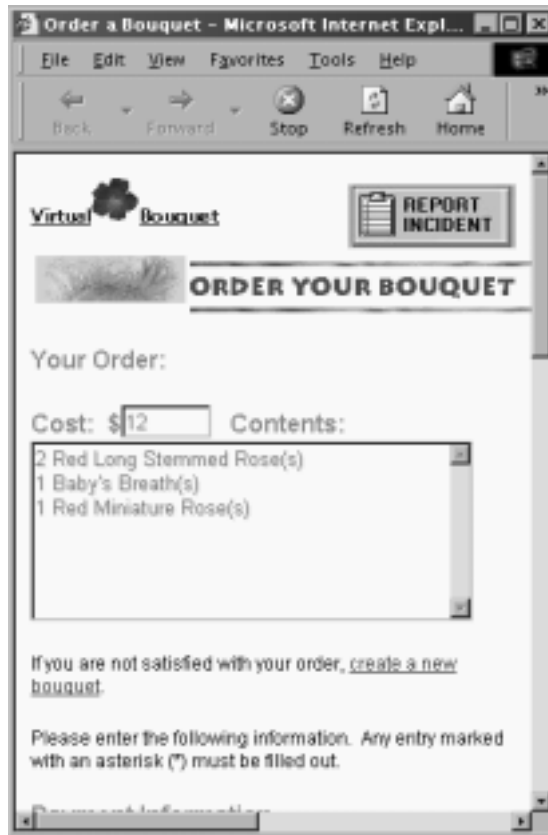 Order a Bouquet - Microsoft Internet Expl...
File Edit View Favorites Tools Help
Back Forward Stop Refresh Home »
Virtual Bouquet
REPORT
INCIDENT
ORDER YOUR BOUQUET
Your Order:
Cost: $12 Contents:
2 Red Long Stemmed Rose(s)
1 Baby's Breath(s)
1 Red Miniature Rose(s)
If you are not satisfied with your order, create a new
bouquet.
Please enter the following information. Any entry marked
with an asterisk (*) must be filled out.
Payment Information: